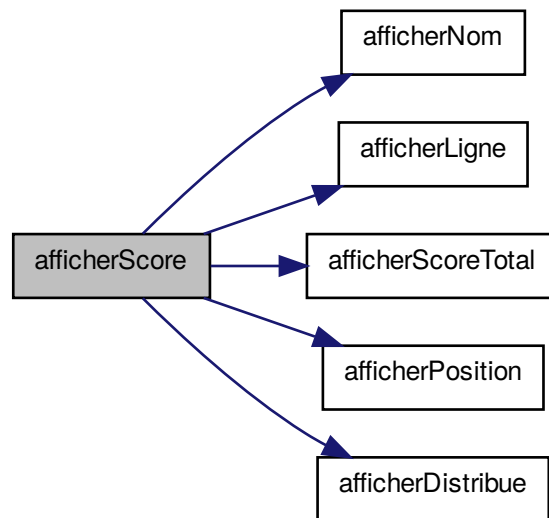 afficherNom
afficherLigne
afficherScore
afficherScoreTotal
afficherPosition
afficherDistribue